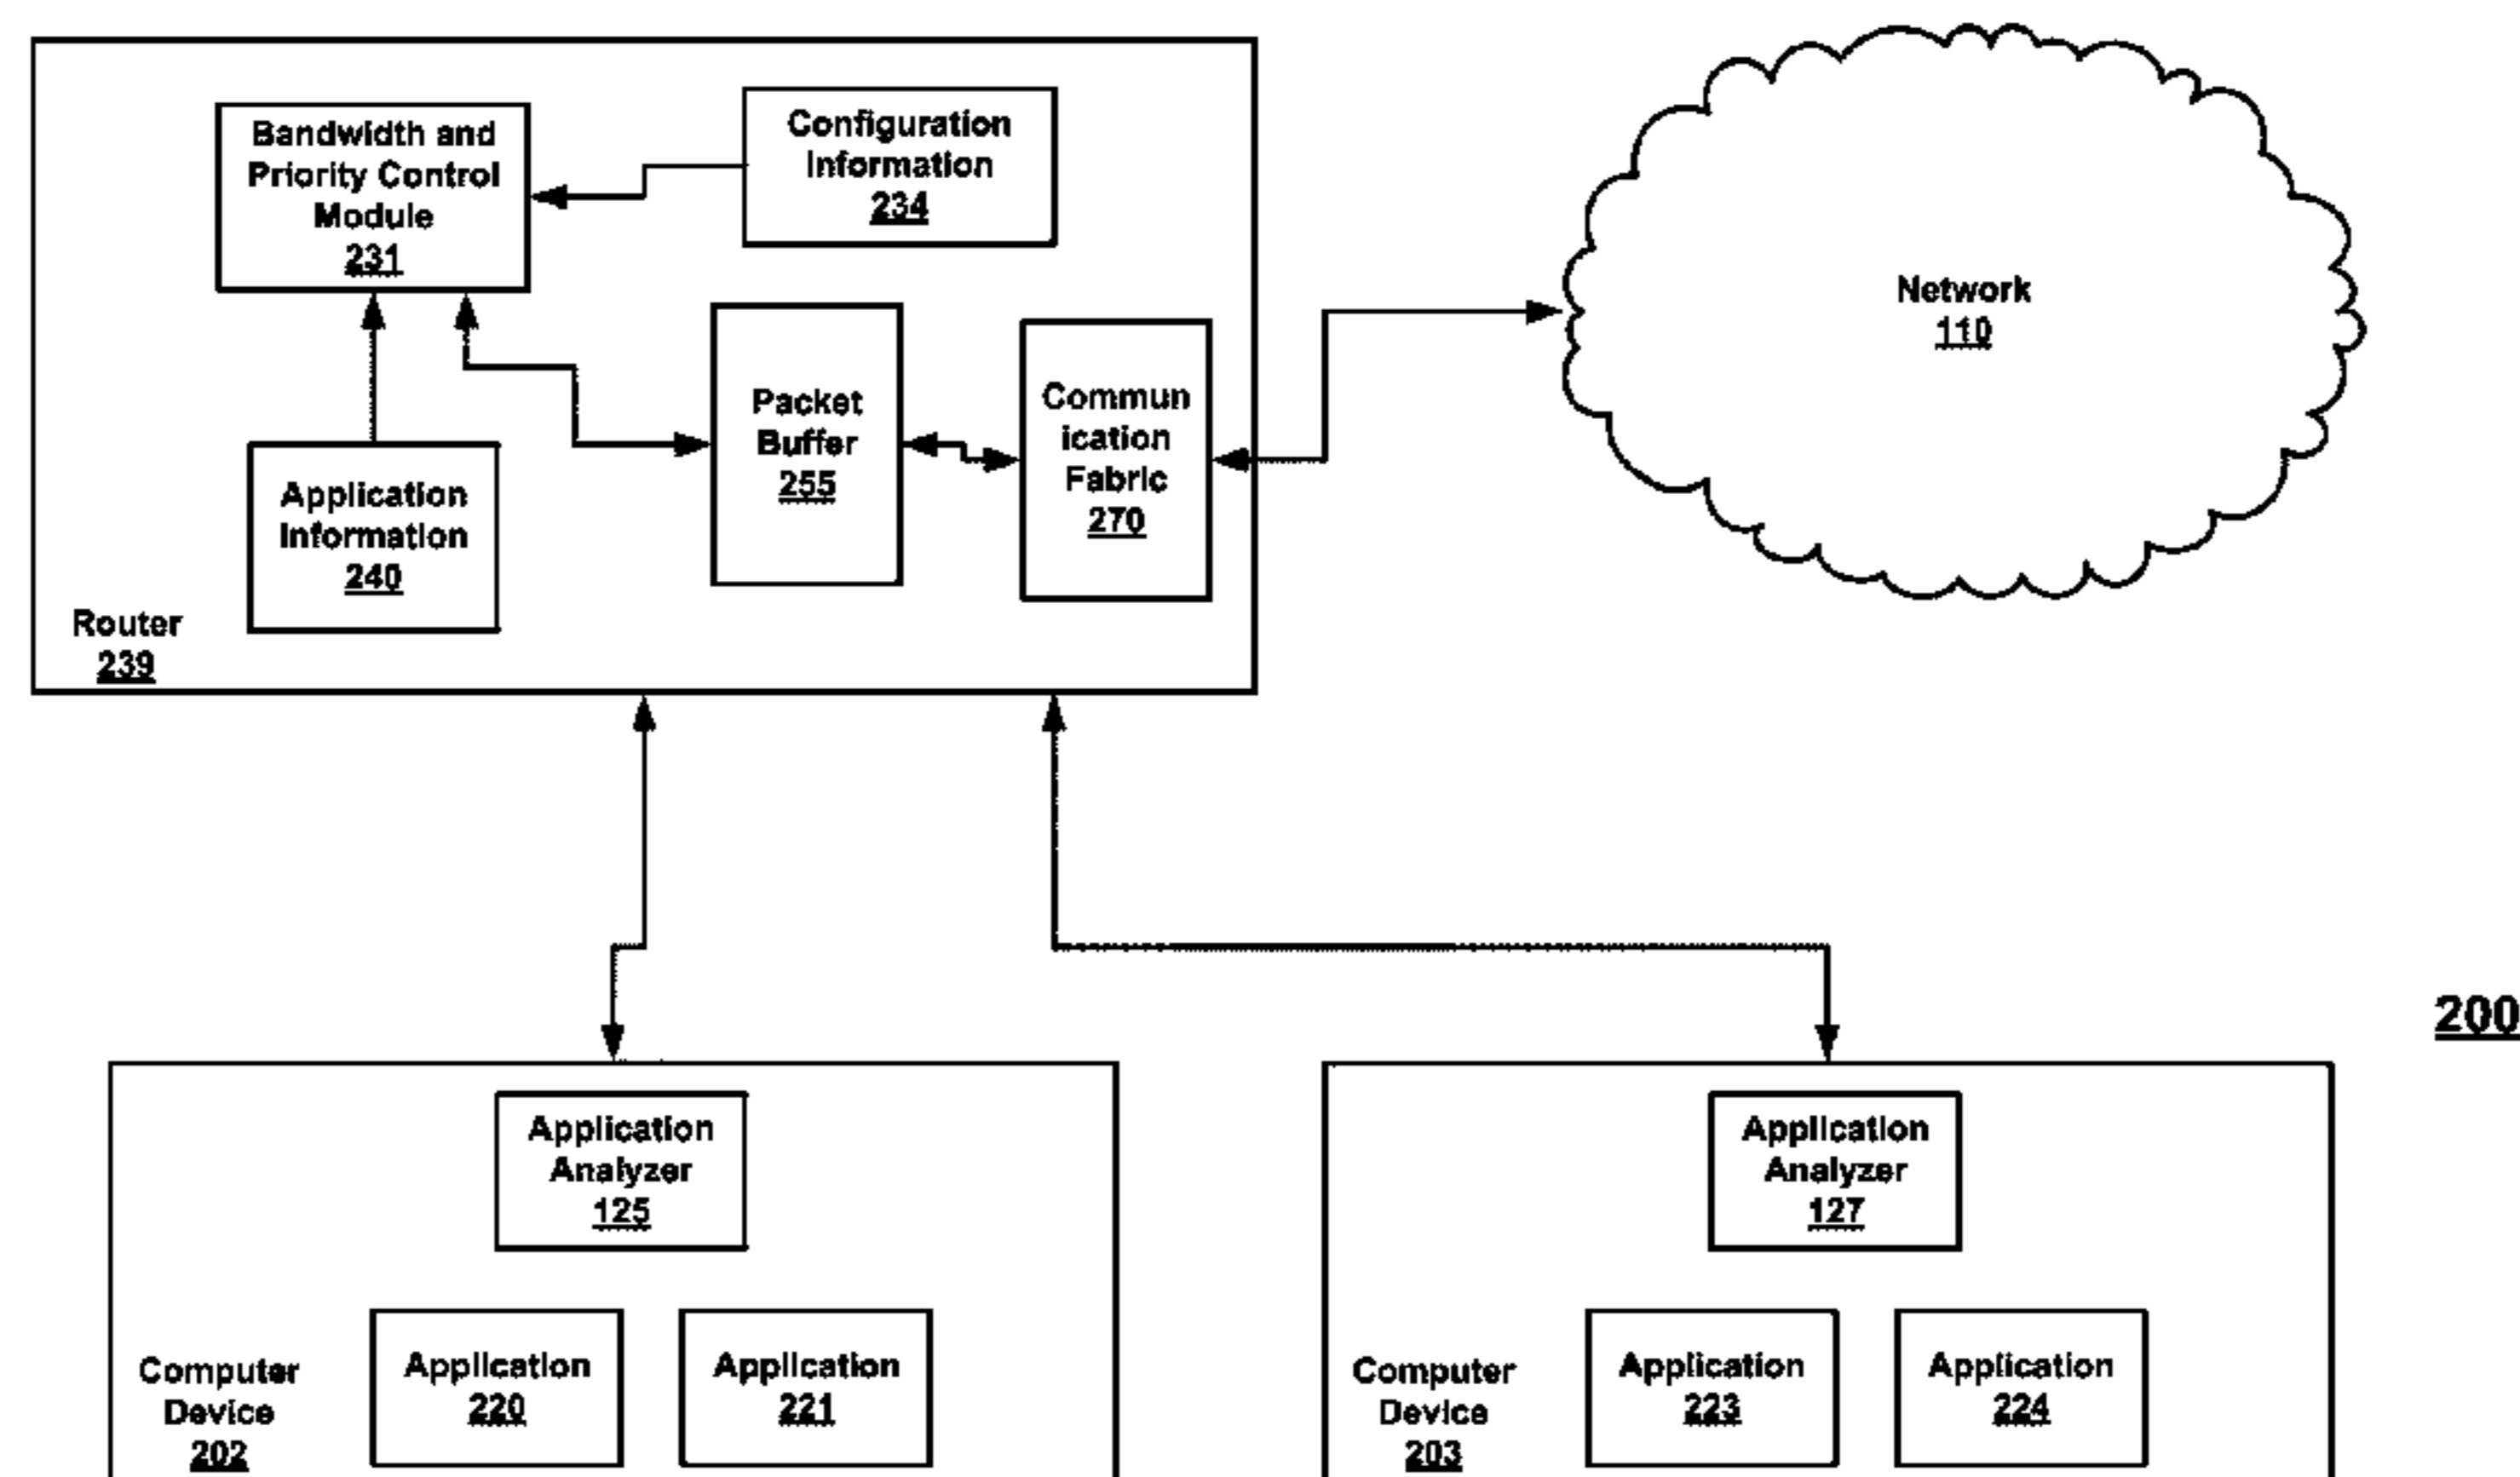 Bandwidth and
Priority Control
Module
231
Configuration
Information
234
Network
110
Packet
Buffer
255
Commun
ication
Fabric
270
Application
Information
240
Router
239
200
Application
Analyzer
125
Application
Analyzer
127
Computer
Device
202
Application
220
Application
221
Computer
Device
203
Application
223
Application
224